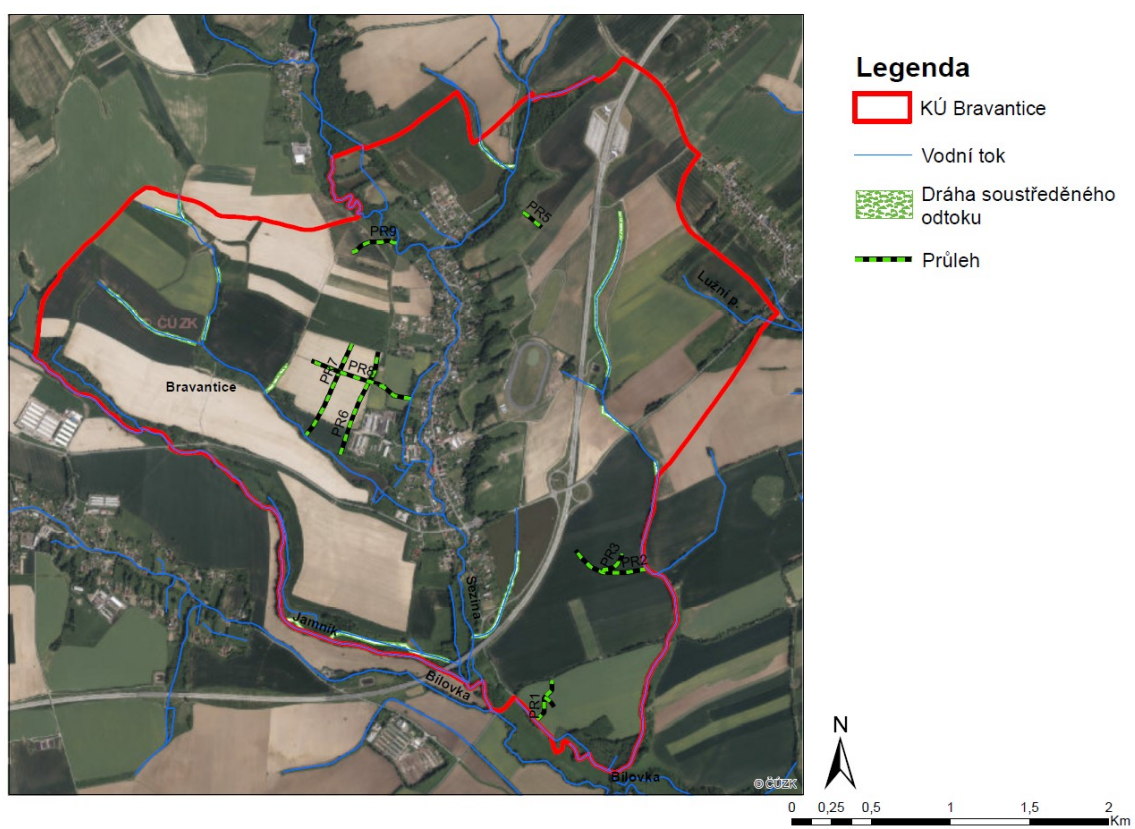 Legenda
KÚ Bravantice
Vodní tok
Dráha soustředěného
odtoku
Průleh
PR5
PR9
Lužní p.
© ČÚZK
PR7
PR8
Bravantice
PR6
PR3
PR2
Sezina
Jamník
Bílovka
PR1
Bílovka
© ČÚZK
N
0 0,25 0,5 1 1,5 2
Km